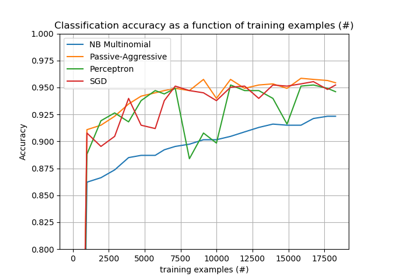 Classification accuracy as a function of training examples (#)
1.000
0.975
0.950
0.925
0.900
0.875
0.850
0.825
0.800
Accuracy
NB Multinomial
Passive-Aggressive
Perceptron
SGD
0 2500 5000 7500 10000 12500 15000 17500
training examples (#)